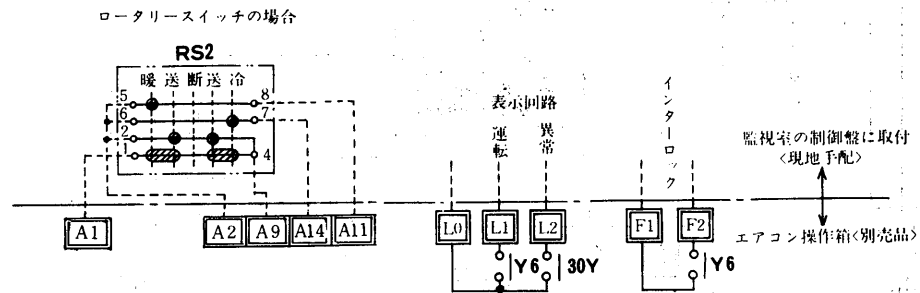 ロータリースイッチの場合
RS2
暖 送 断 送 冷
5 8
6 7
2
1 4
表示回路
運転
異常
インターロック
監視室の制御盤に取付
<現地手配>
A1 A2 A9 A14 A11 L0 L1 L2 F1 F2
エアコン操作箱<別売品>
Y6 30Y Y6